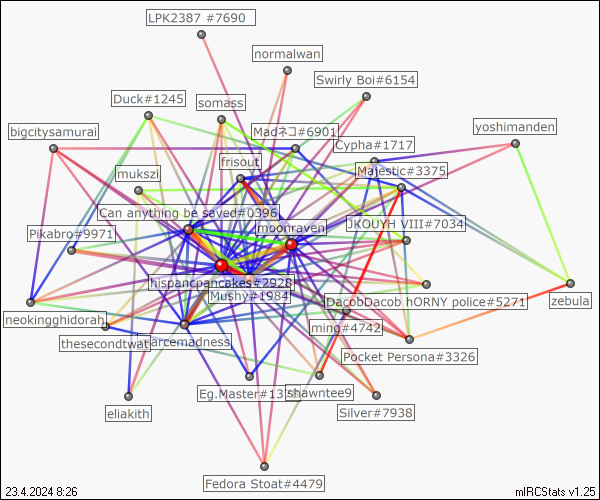 LPK2387 #7690
normalwan
Swirly Boi#6154
Duck#1245
somass
bigcitysamurai
Madネコ#6901
yoshimanden
Cypha#1717
frisout
Majestic#3375
mukszi
Can anything be saved#0396
JKOUYH VIII#7034
moonraven
Pikabro#9971
hispancpancakes#2928
Mushy#1984
DacobDacob hORNY police#5271
zebula
neokingghidorah
ming#4742
thesecondtwat
arcemadness
Pocket Persona#3326
Eg.Master#13
shawntee9
eliakith
Silver#7938
Fedora Stoat#4479
23.4.2024 8:26
mIRCStats v1.25